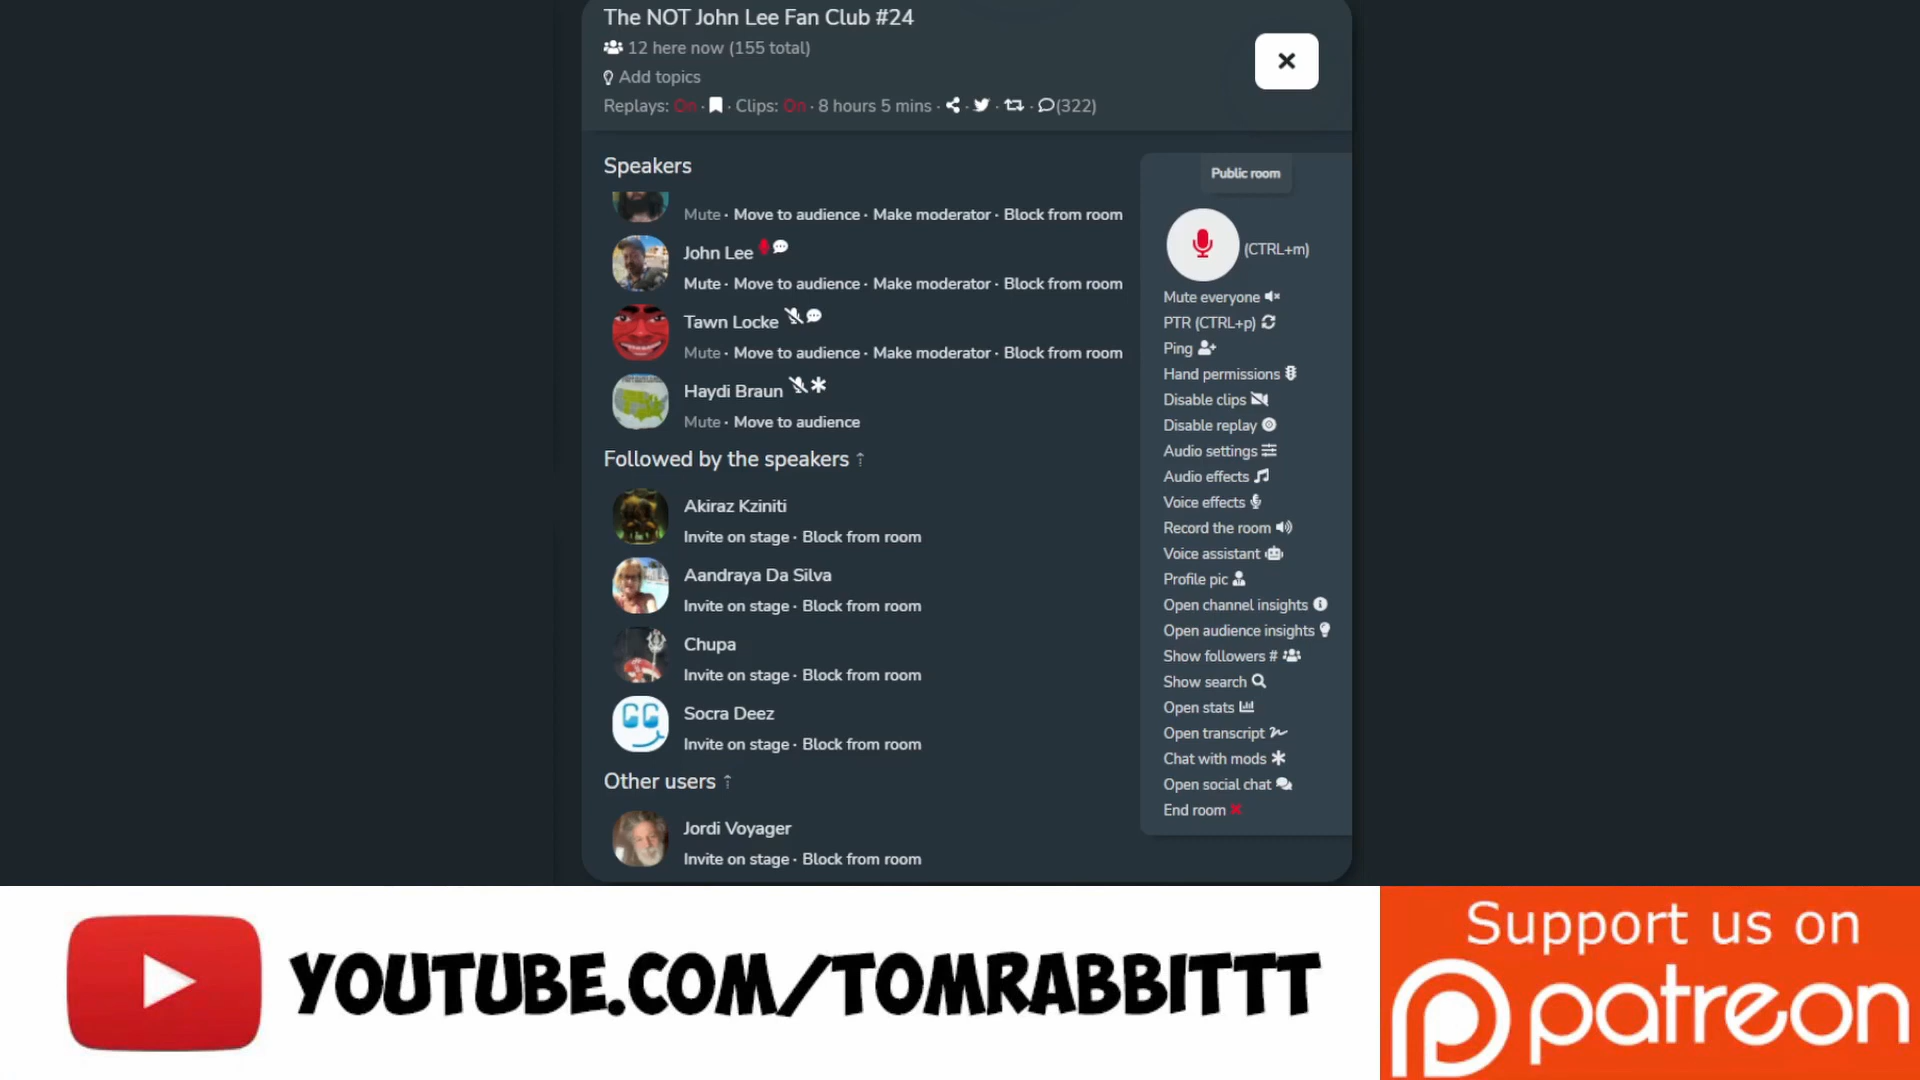 The NOT John Lee Fan Club #24
12 here now (155 total)
Add topics
Replays: On · · Clips: On · 8 hours 5 mins · · · · (322)
Speakers
Mute · Move to audience · Make moderator · Block from room
John Lee
Mute · Move to audience · Make moderator · Block from room
Tawn Locke
Mute · Move to audience · Make moderator · Block from room
Haydi Braun
Mute · Move to audience
Followed by the speakers ↑
Akiraz Kziniti
Invite on stage · Block from room
Aandraya Da Silva
Invite on stage · Block from room
Chupa
Invite on stage · Block from room
Socra Deez
Invite on stage · Block from room
Other users ↑
Jordi Voyager
Invite on stage · Block from room
Public room
(CTRL+m)
Mute everyone
PTR (CTRL+p)
Ping
Hand permissions
Disable clips
Disable replay
Audio settings
Audio effects
Voice effects
Record the room
Voice assistant
Profile pic
Open channel insights
Open audience insights
Show followers #
Show search
Open stats
Open transcript
Chat with mods
Open social chat
End room
YOUTUBE.COM/TOMRABBITTT
Support us on
patreon